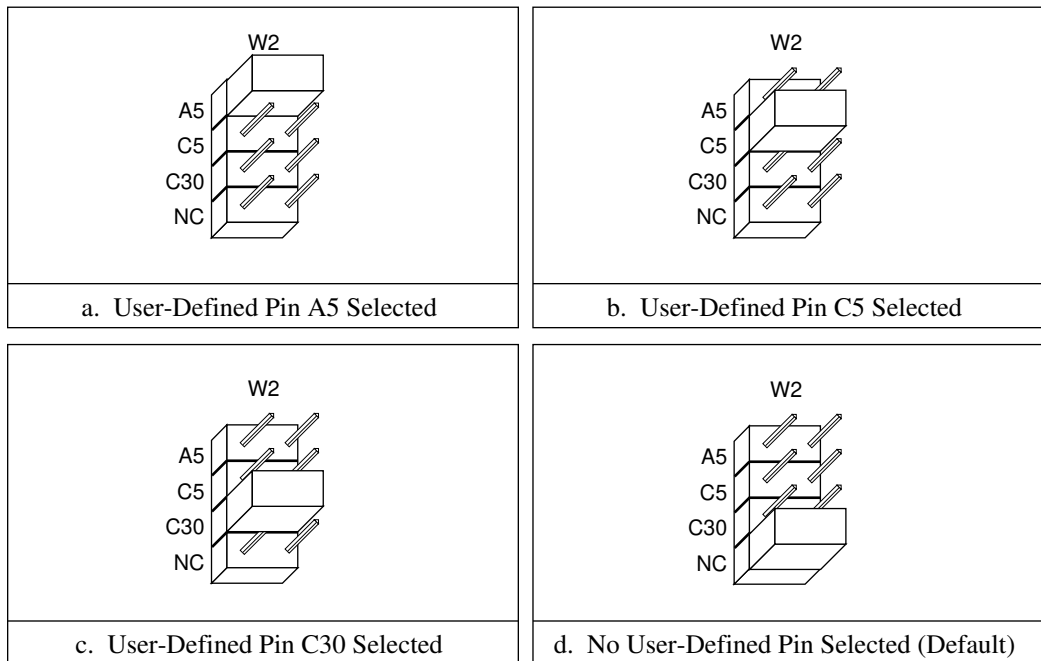 W2
A5
C5
C30
NC
a. User-Defined Pin A5 Selected
W2
A5
C5
C30
NC
b. User-Defined Pin C5 Selected
W2
A5
C5
C30
NC
c. User-Defined Pin C30 Selected
W2
A5
C5
C30
NC
d. No User-Defined Pin Selected (Default)